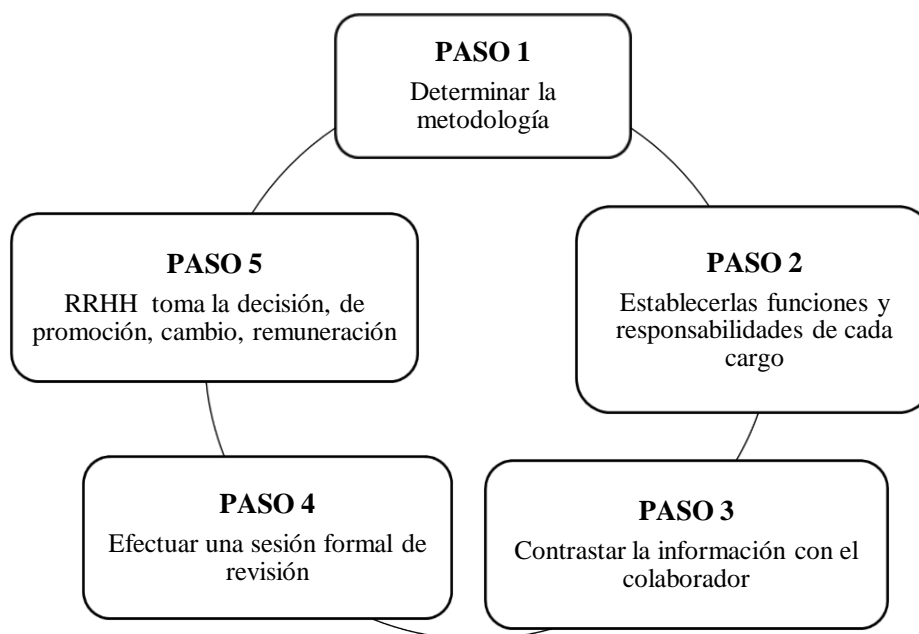 PASO 1
Determinar la
metodología
PASO 2
Establecerlas funciones y
responsabilidades de cada
cargo
PASO 3
Contrastar la información con el
colaborador
PASO 4
Efectuar una sesión formal de
revisión
PASO 5
RRHH toma la decisión, de
promoción, cambio, remuneración